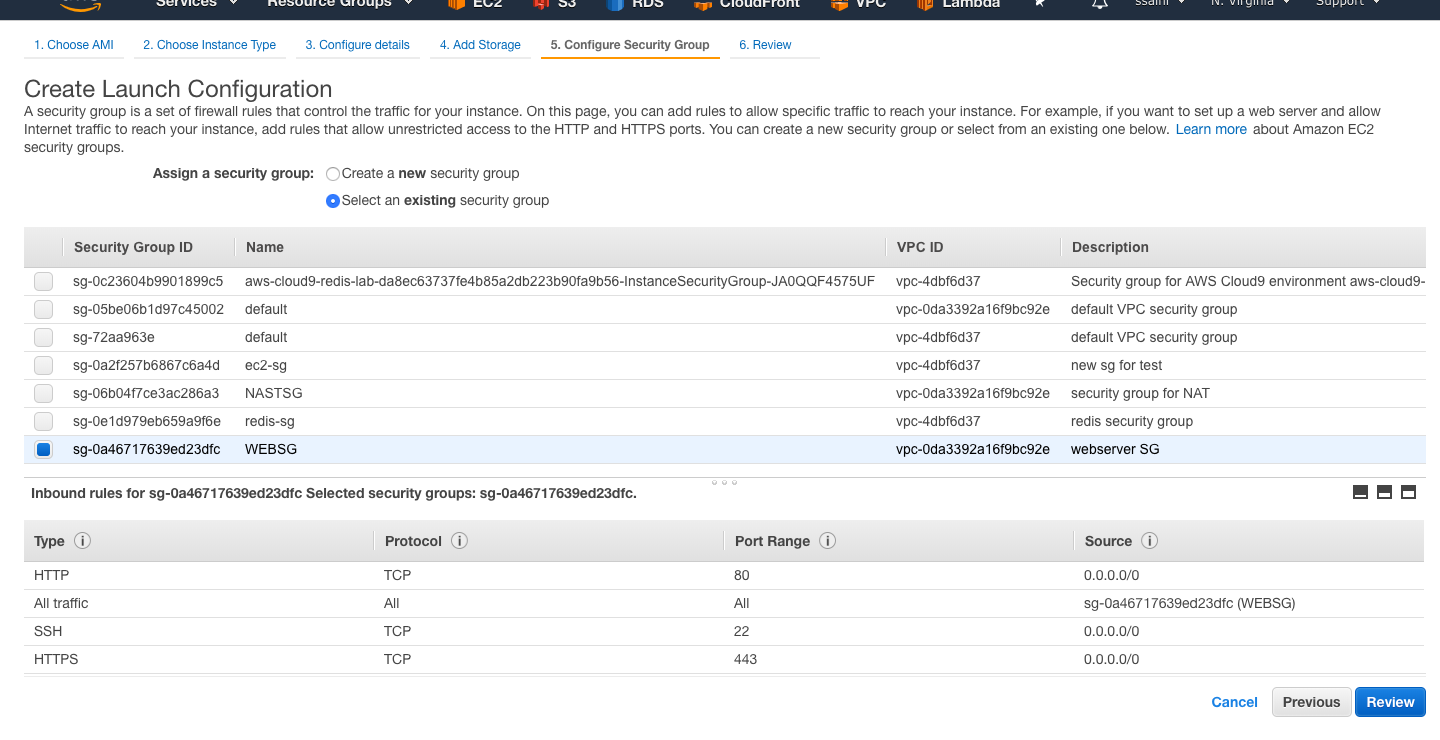 Services Resource Groups EC2 S3 RDS CloudFront VPC Lambda ssaini N. Virginia Support
1. Choose AMI 2. Choose Instance Type 3. Configure details 4. Add Storage 5. Configure Security Group 6. Review
Create Launch Configuration
A security group is a set of firewall rules that control the traffic for your instance. On this page, you can add rules to allow specific traffic to reach your instance. For example, if you want to set up a web server and allow
Internet traffic to reach your instance, add rules that allow unrestricted access to the HTTP and HTTPS ports. You can create a new security group or select from an existing one below. Learn more about Amazon EC2
security groups.
Assign a security group: Create a new security group
Select an existing security group
Security Group ID Name VPC ID Description
sg-0c23604b9901899c5 aws-cloud9-redis-lab-da8ec63737fe4b85a2db223b90fa9b56-InstanceSecurityGroup-JA0QQF4575UF vpc-4dbf6d37 Security group for AWS Cloud9 environment aws-cloud9-
sg-05be06b1d97c45002 default vpc-0da3392a16f9bc92e default VPC security group
sg-72aa963e default vpc-4dbf6d37 default VPC security group
sg-0a2f257b6867c6a4d ec2-sg vpc-4dbf6d37 new sg for test
sg-06b04f7ce3ac286a3 NASTSG vpc-0da3392a16f9bc92e security group for NAT
sg-0e1d979eb659a9f6e redis-sg vpc-4dbf6d37 redis security group
sg-0a46717639ed23dfc WEBSG vpc-0da3392a16f9bc92e webserver SG
Inbound rules for sg-0a46717639ed23dfc Selected security groups: sg-0a46717639ed23dfc.
Type Protocol Port Range Source
HTTP TCP 80 0.0.0.0/0
All traffic All All sg-0a46717639ed23dfc (WEBSG)
SSH TCP 22 0.0.0.0/0
HTTPS TCP 443 0.0.0.0/0
Cancel Previous Review